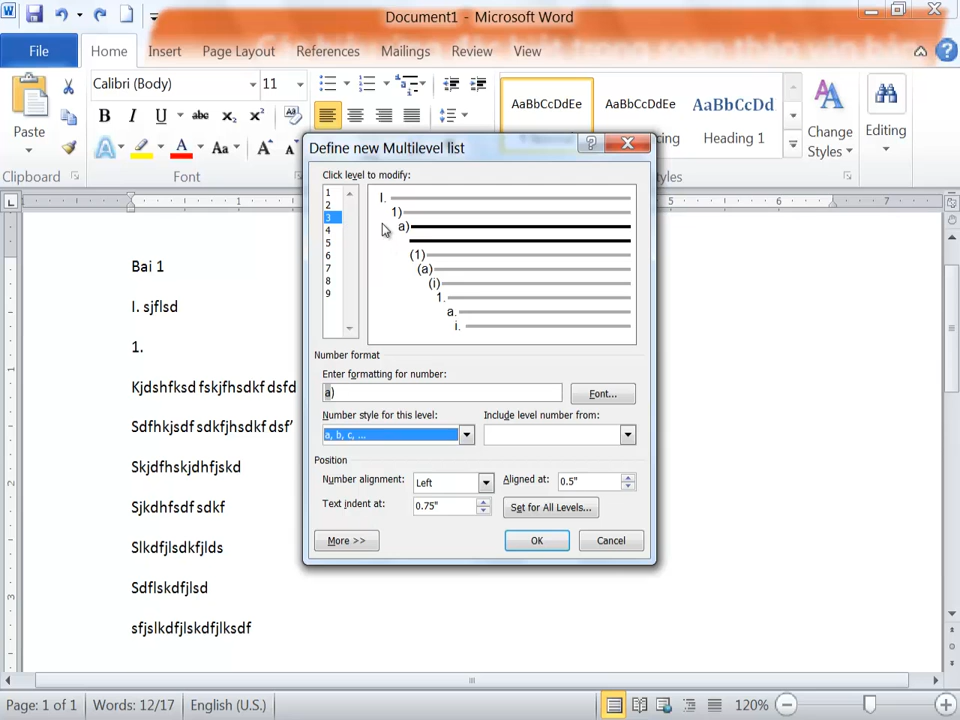 Document1 - Microsoft Word
File Home Insert Page Layout References Mailings Review View
Calibri (Body) 11
AaBbCcDdEe AaBbCcDdEe AaBbCcDd
Paste
Heading 1
Change Styles
Editing
Clipboard Font
Define new Multilevel list
Click level to modify:
1
2
3
4
5
6
7
8
9
I.
1)
a)
(1)
(a)
(i)
1.
a.
i.
Number format
Enter formatting for number:
a)
Font...
Number style for this level: Include level number from:
a, b, c, ...
Position
Number alignment: Left Aligned at: 0.5"
Text indent at: 0.75" Set for All Levels...
More >> OK Cancel
Bai 1
I. sjflsd
1.
Kjdshfksd fskjfhsdkf dsfd
Sdfhkjsdf sdkfjhsdkf dsf’
Skjdfhskjdhfjskd
Sjkdhfsdf sdkf
Slkdfjlsdkfjlds
Sdflskdfjlsd
sfjslkdfjlskdfjlksdf
Page: 1 of 1 Words: 12/17 English (U.S.) 120%